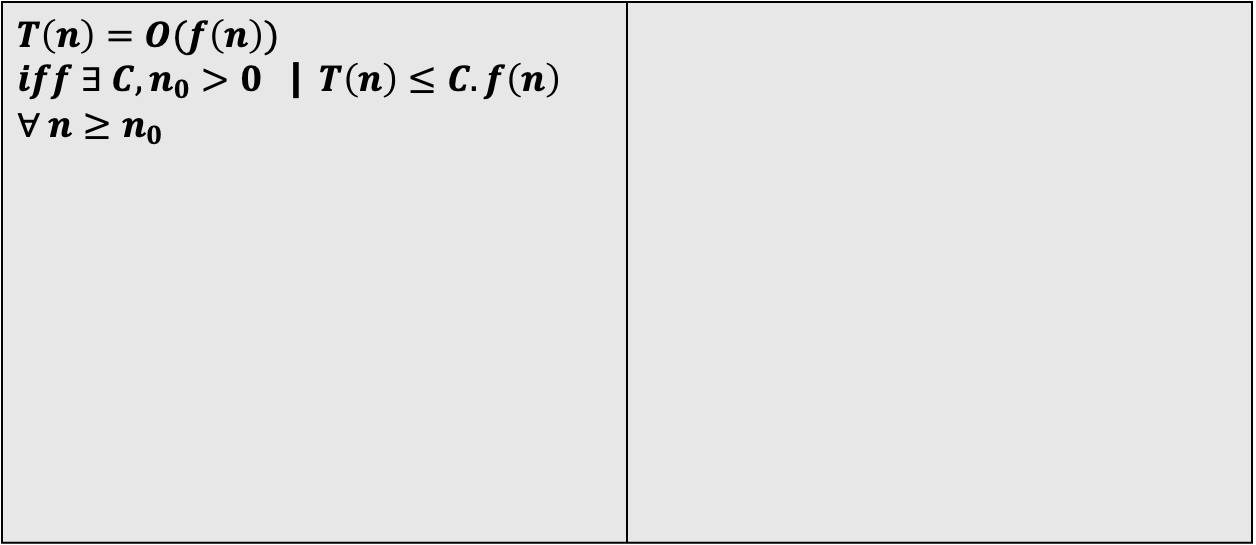 T(n) = O(f(n))
iff ∃ C, n₀ > 0 | T(n) ≤ C. f(n)
∀ n ≥ n₀